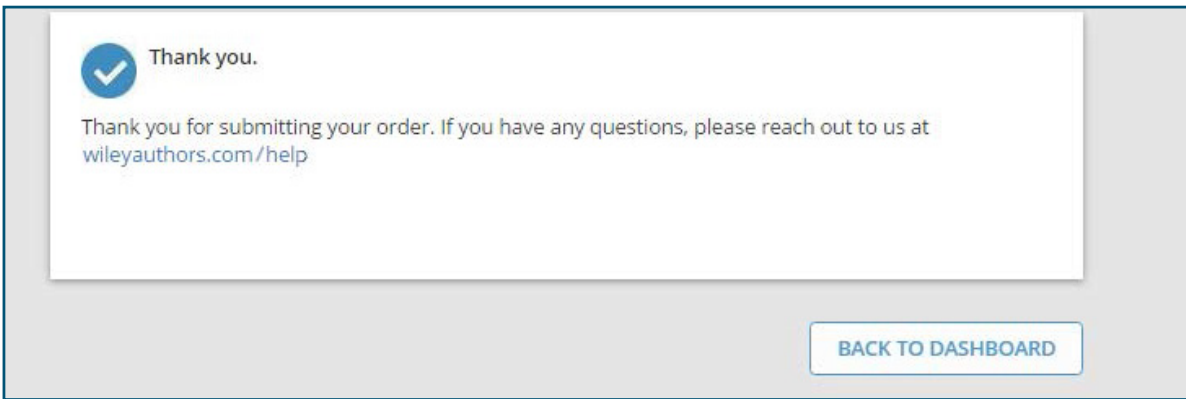 Thank you.
Thank you for submitting your order. If you have any questions, please reach out to us at
wileyauthors.com/help
BACK TO DASHBOARD